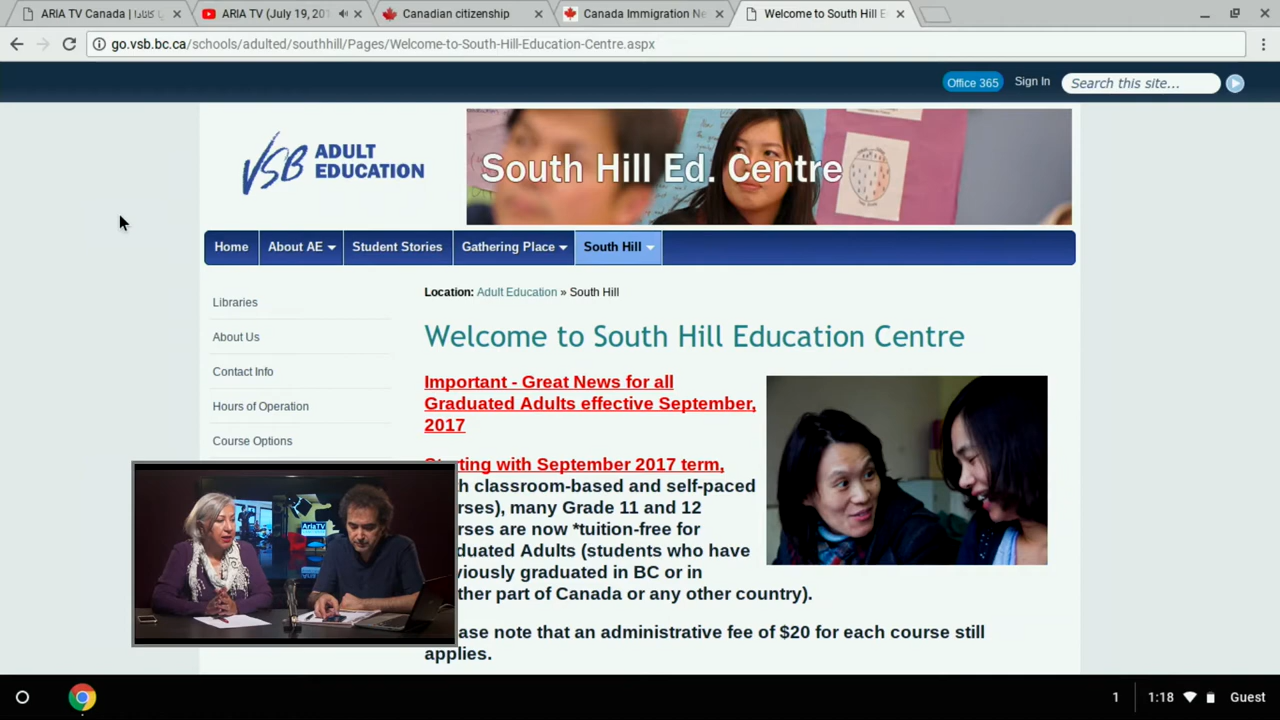 ARIA TV Canada |
ARIA TV (July 19, 201
Canadian citizenship
Canada Immigration Ne
Welcome to South Hill E
go.vsb.bc.ca/schools/adulted/southhill/Pages/Welcome-to-South-Hill-Education-Centre.aspx
Office 365
Sign In
Search this site...
VSB ADULT
EDUCATION
South Hill Ed. Centre
Home
About AE
Student Stories
Gathering Place
South Hill
Location: Adult Education » South Hill
Libraries
About Us
Contact Info
Hours of Operation
Course Options
Welcome to South Hill Education Centre
Important - Great News for all
Graduated Adults effective September,
2017
Starting with September 2017 term,
th classroom-based and self-paced
rses), many Grade 11 and 12
rses are now *tuition-free for
duated Adults (students who have
viously graduated in BC or in
ther part of Canada or any other country).
ase note that an administrative fee of $20 for each course still
applies.
AriaTV
1
1:18
Guest